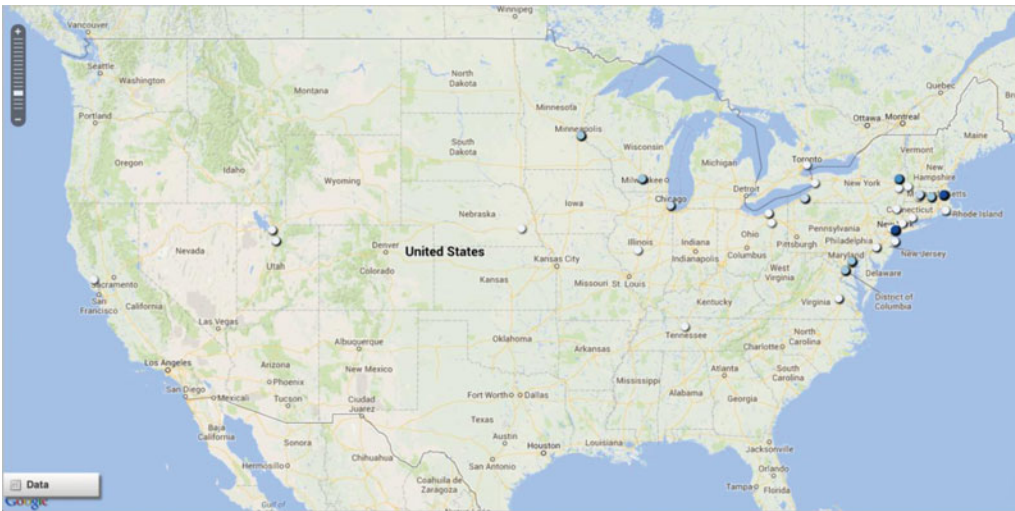 Winnipeg
Vancouver
Seattle
Washington
Montana
North
Dakota
Minnesota
Quebec
Ottawa
Montreal
Maine
Portland
Minneapolis
Vermont
Oregon
Idaho
South
Dakota
Wisconsin
Michigan
Toronto
New
Hampshire
Wyoming
Milwaukee
Detroit
New York
Chicago
Iowa
Rhode Island
Nebraska
Pennsylvania
Nevada
Utah
Denver
United States
Illinois
Indiana
Ohio
Pittsburgh
Philadelphia
New Jersey
Colorado
Kansas City
Indianapolis
Columbus
Maryland
Sacramento
Kansas
Missouri
St. Louis
West
Virginia
Delaware
San
Francisco
California
Kentucky
Virginia
District of
Columbia
Las Vegas
Tennessee
North
Carolina
Albuquerque
Oklahoma
Charlotte
Los Angeles
Arizona
New Mexico
Arkansas
Atlanta
South
Carolina
Phoenix
Mississippi
San Diego
Mexicali
Tucson
Ciudad
Juarez
Fort Worth
Dallas
Alabama
Georgia
Texas
Baja
California
Sonora
Austin
Houston
Louisiana
Jacksonville
Chihuahua
San Antonio
Hermosillo
Orlando
Tampa
Florida
Coahuila de
Zaragoza
Data
Google
Gulf of